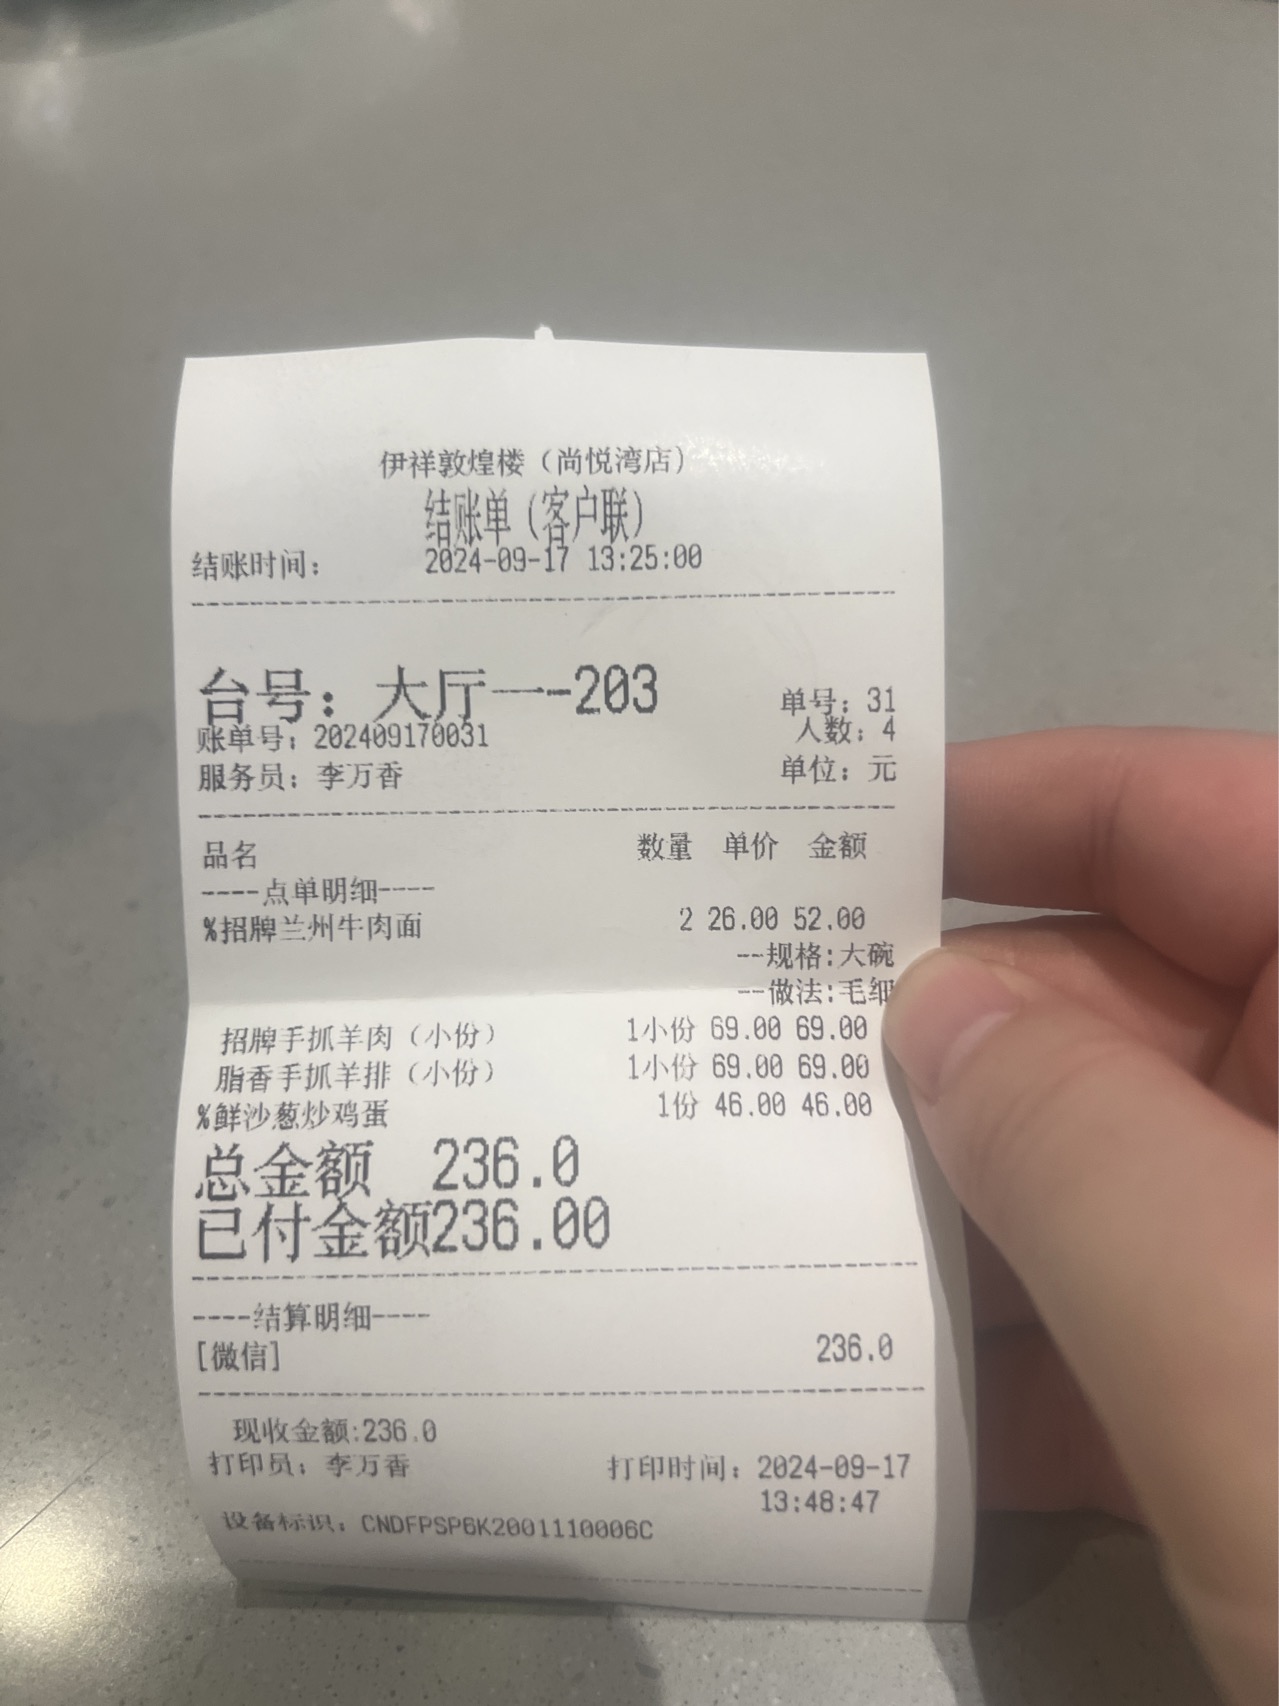 伊祥敦煌楼（尚悦湾店）
结账单（客户联）
结账时间： 2024-09-17 13:25:00
台号：大厅一-203 单号：31
账单号：202409170031 人数：4
服务员：李万香 单位：元
品名 数量 单价 金额
----点单明细----
%招牌兰州牛肉面 2 26.00 52.00
--规格:大碗
--做法:毛细
招牌手抓羊肉（小份） 1小份 69.00 69.00
脂香手抓羊排（小份） 1小份 69.00 69.00
%鲜沙葱炒鸡蛋 1份 46.00 46.00
总金额 236.0
已付金额236.00
----结算明细----
[微信] 236.0
现收金额:236.0
打印员：李万香 打印时间：2024-09-17
13:48:47
设备标识：CNDFPSP6K2001110006C